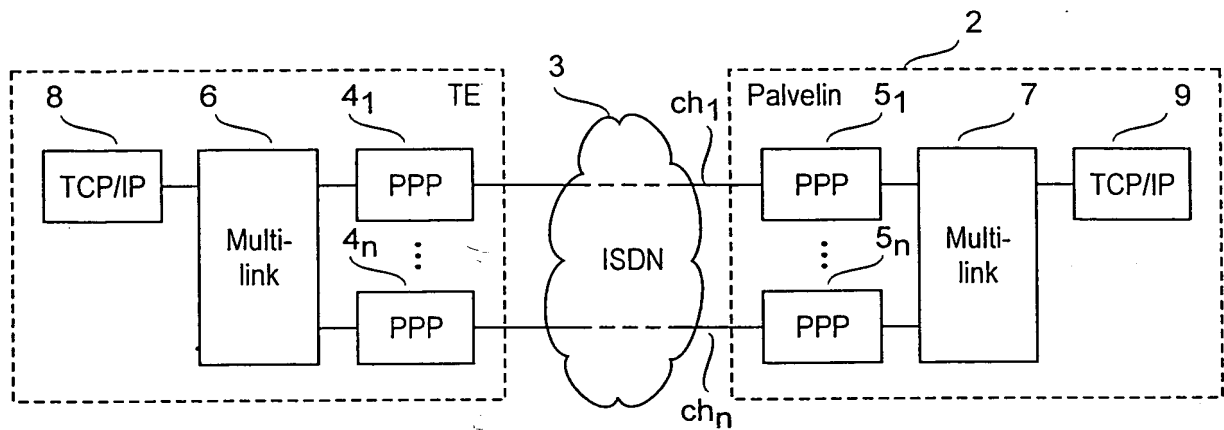 2
3
8 6 4₁ TE
ch₁
Palvelin 5₁ 7 9
TCP/IP
Multi-
link
PPP
4ₙ
PPP
ISDN
PPP
5ₙ
PPP
Multi-
link
TCP/IP
chₙ